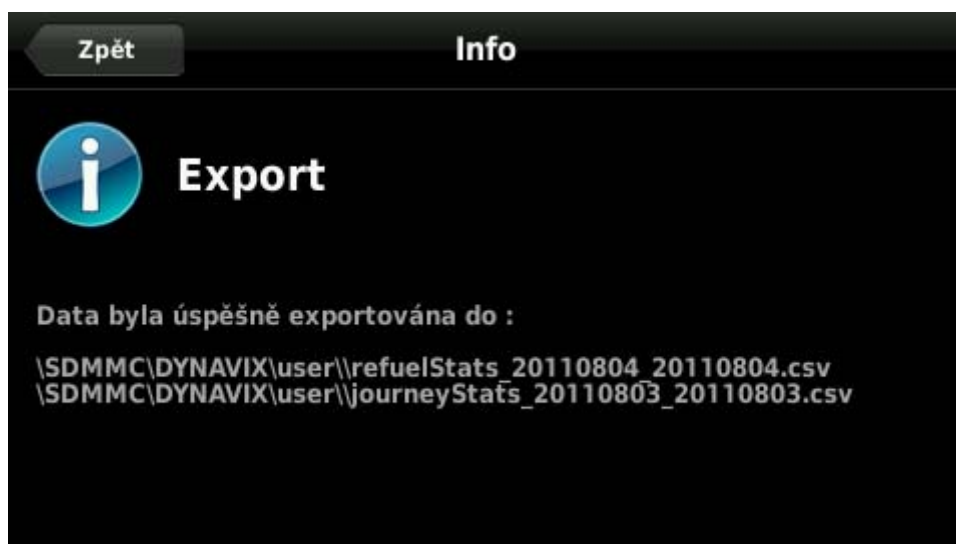 Zpět
Info
Export
Data byla úspěšně exportována do :
\SDMMC\DYNAVIX\user\\refuelStats_20110804_20110804.csv
\SDMMC\DYNAVIX\user\\journeyStats_20110803_20110803.csv